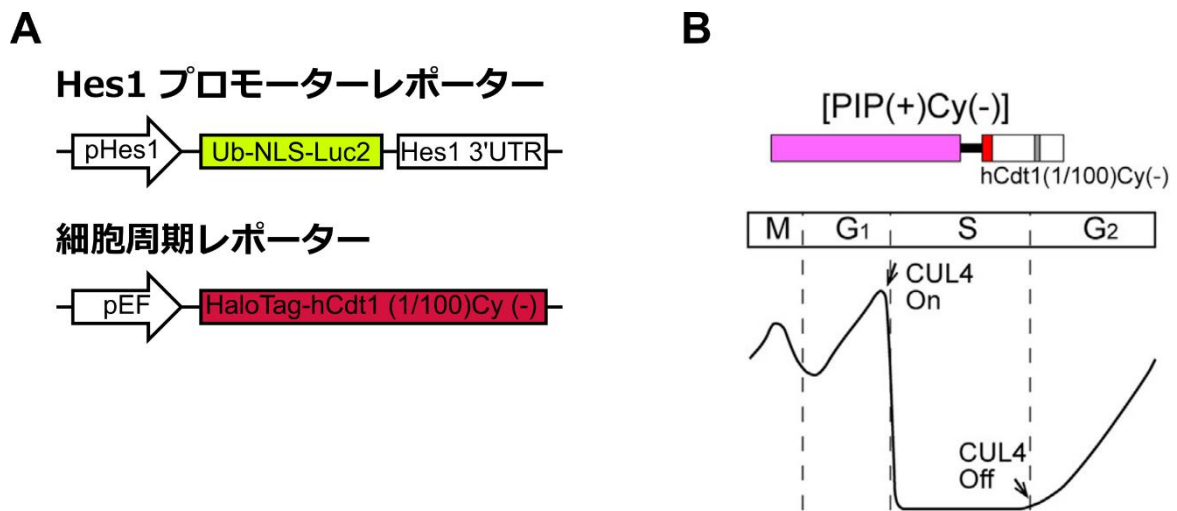 A
Hes1 プロモーターレポーター
pHes1
Ub-NLS-Luc2
Hes1 3'UTR
細胞周期レポーター
pEF
HaloTag-hCdt1 (1/100)Cy (-)
B
[PIP(+)Cy(-)]
hCdt1(1/100)Cy(-)
M G1 S G2
CUL4
On
CUL4
Off